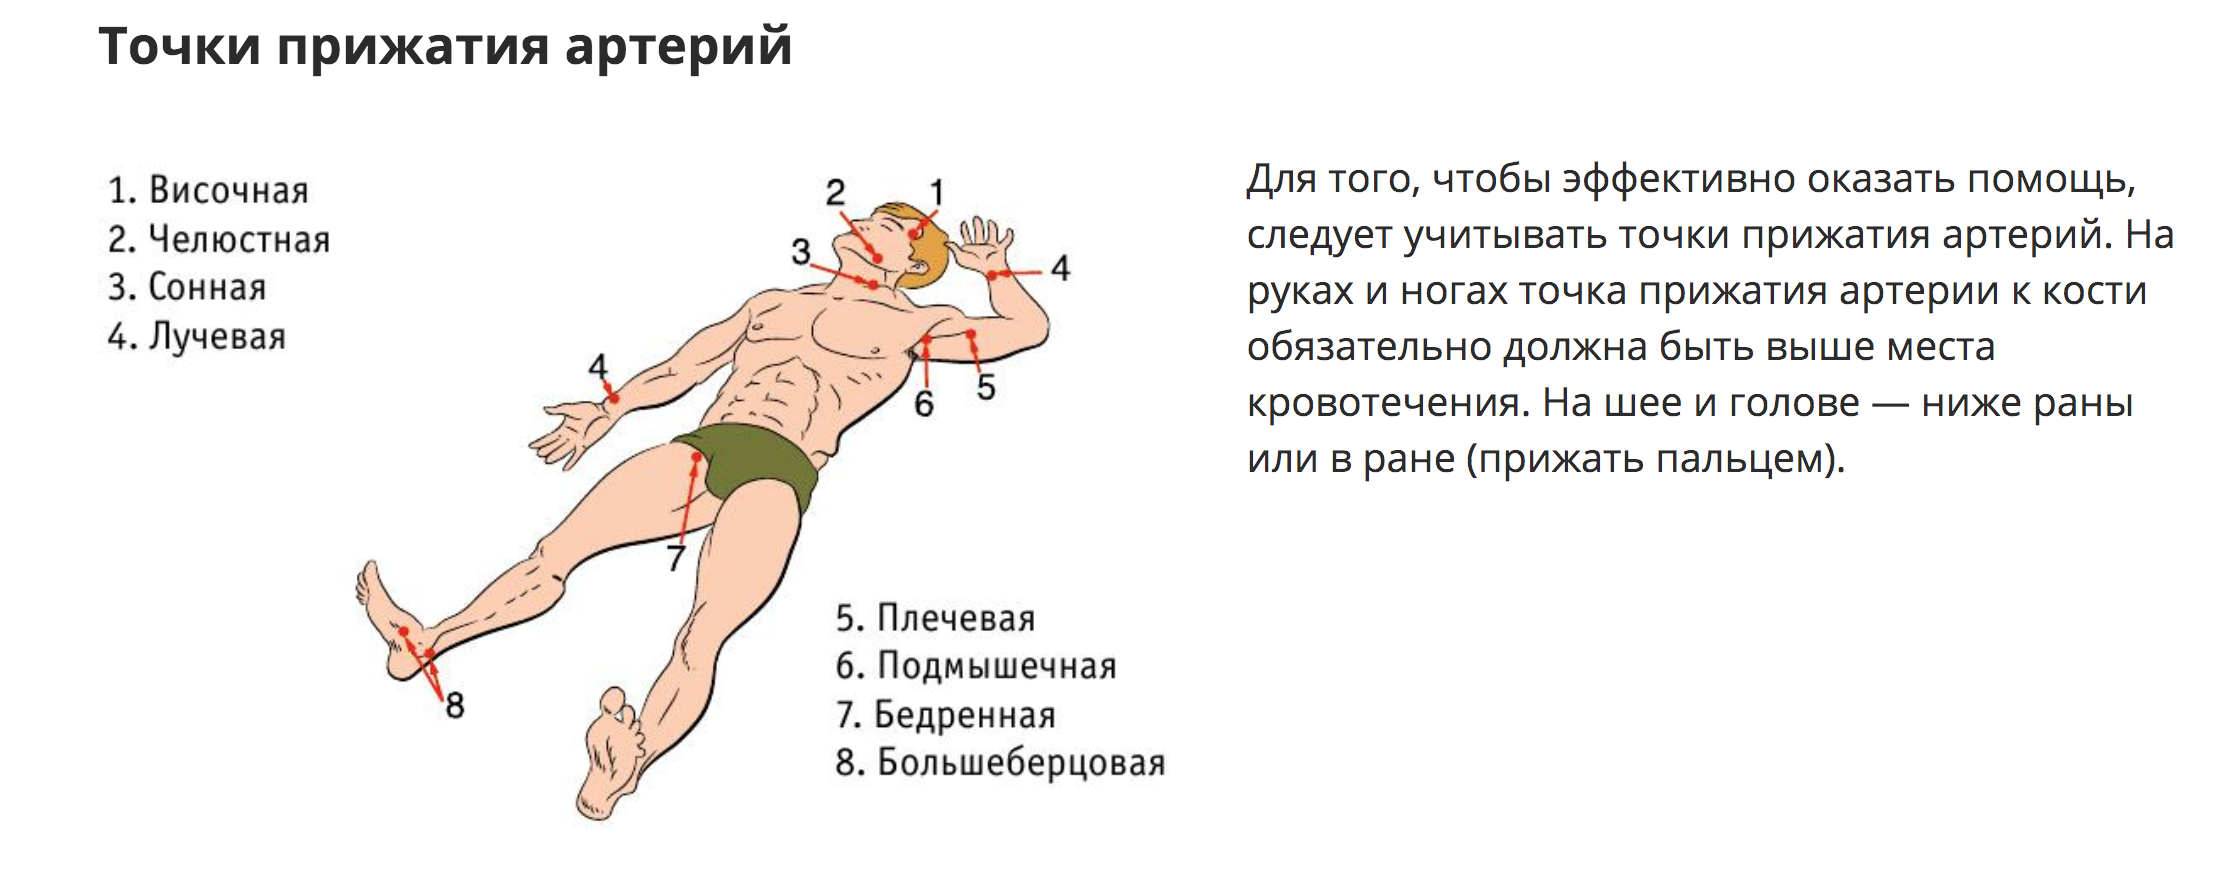 Точки прижатия артерий
1. Височная
2. Челюстная
3. Сонная
4. Лучевая
2
1
3
4
4
5
6
7
8
5. Плечевая
6. Подмышечная
7. Бедренная
8. Большеберцовая
Для того, чтобы эффективно оказать помощь,
следует учитывать точки прижатия артерий. На
руках и ногах точка прижатия артерии к кости
обязательно должна быть выше места
кровотечения. На шее и голове — ниже раны
или в ране (прижать пальцем).